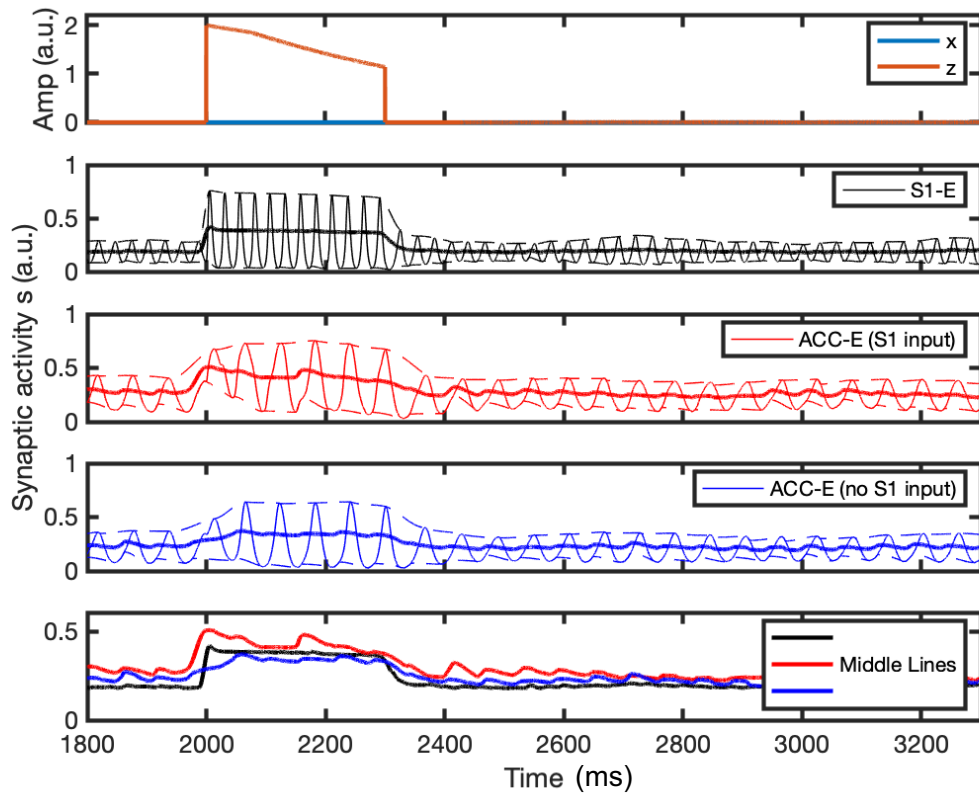 Amp (a.u.)
2
1
0
x
z
Synaptic activity s (a.u.)
1
0.5
0
S1-E
1
0.5
0
ACC-E (S1 input)
1
0.5
0
ACC-E (no S1 input)
0.5
0
Middle Lines
1800 2000 2200 2400 2600 2800 3000 3200
Time (ms)